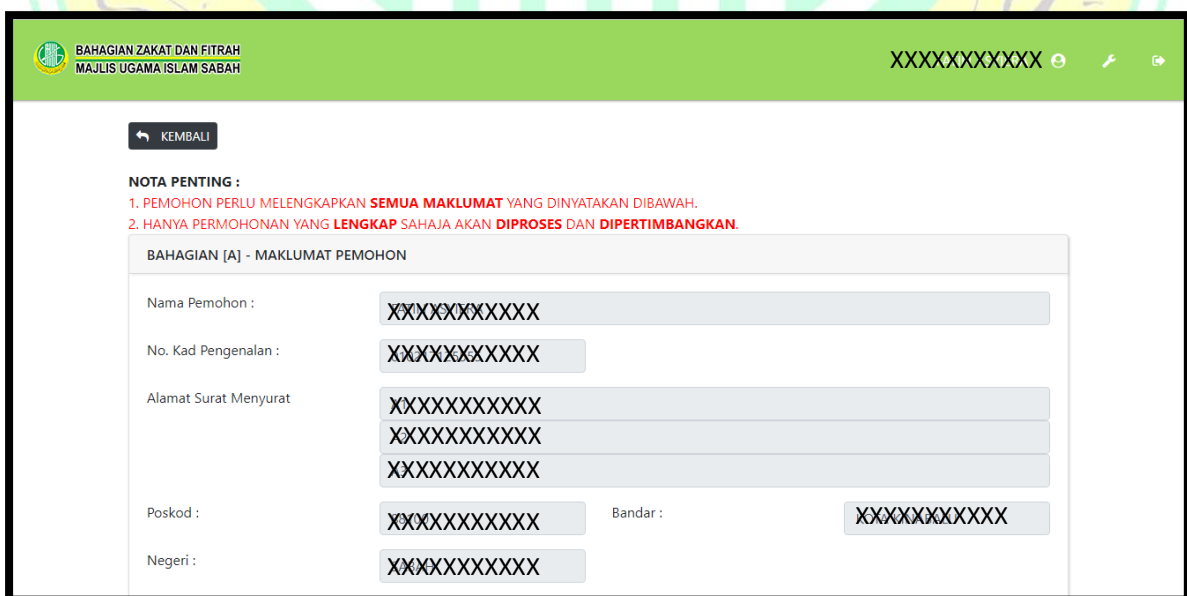 BAHAGIAN ZAKAT DAN FITRAH
MAJLIS UGAMA ISLAM SABAH
XXXXXXXXXXX
KEMBALI
NOTA PENTING :
1. PEMOHON PERLU MELENGKAPKAN SEMUA MAKLUMAT YANG DINYATAKAN DIBAWAH.
2. HANYA PERMOHONAN YANG LENGKAP SAHAJA AKAN DIPROSES DAN DIPERTIMBANGKAN.
BAHAGIAN [A] - MAKLUMAT PEMOHON
Nama Pemohon : XXXXXXXXXXX
No. Kad Pengenalan : XXXXXXXXXXX
Alamat Surat Menyurat XXXXXXXXXXX
XXXXXXXXXXX
XXXXXXXXXXX
Poskod : XXXXXXXXXXX Bandar : XXXXXXXXXXX
Negeri : XXXXXXXXXXX